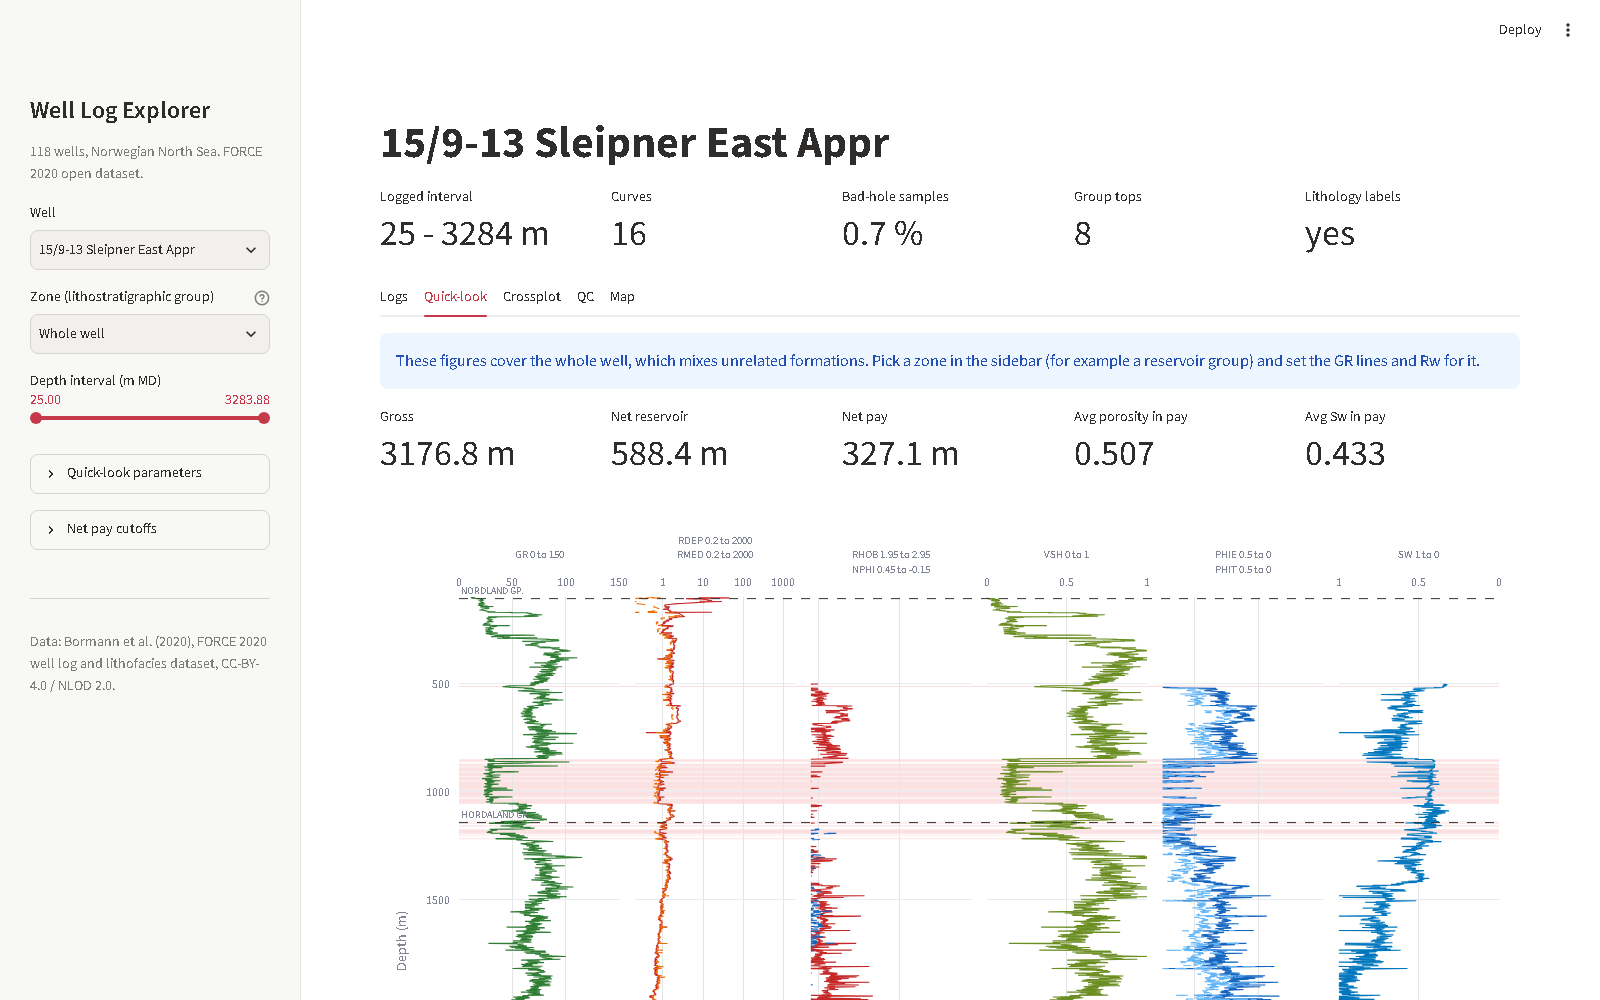 Deploy
Well Log Explorer
118 wells, Norwegian North Sea. FORCE
2020 open dataset.
Well
15/9-13 Sleipner East Appr
Zone (lithostratigraphic group)
Whole well
Depth interval (m MD)
25.00 3283.88
Quick-look parameters
Net pay cutoffs
Data: Bormann et al. (2020), FORCE 2020
well log and lithofacies dataset, CC-BY-
4.0 / NLOD 2.0.
15/9-13 Sleipner East Appr
Logged interval Curves Bad-hole samples Group tops Lithology labels
25 - 3284 m 16 0.7 % 8 yes
Logs Quick-look Crossplot QC Map
These figures cover the whole well, which mixes unrelated formations. Pick a zone in the sidebar (for example a reservoir group) and set the GR lines and Rw for it.
Gross Net reservoir Net pay Avg porosity in pay Avg Sw in pay
3176.8 m 588.4 m 327.1 m 0.507 0.433
RDEP 0.2 to 2000
GR 0 to 150 RMED 0.2 to 2000 RHOB 1.95 to 2.95 VSH 0 to 1 PHIE 0.5 to 0 SW 1 to 0
NPHI 0.45 to -0.15 PHIT 0.5 to 0
0 50 100 150 1 10 100 1000 0 0.5 1 1 0.5 0
NORDLAND GP.
500
1000
HORDALAND GP.
1500
Depth (m)